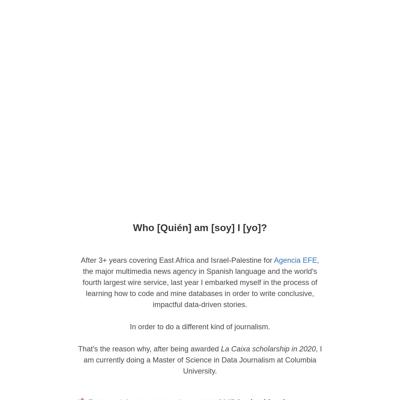 Who [Quién] am [soy] I [yo]?
After 3+ years covering East Africa and Israel-Palestine for Agencia EFE,
the major multimedia news agency in Spanish language and the world's
fourth largest wire service, last year I embarked myself in the process of
learning how to code and mine databases in order to write conclusive,
impactful data-driven stories.
In order to do a different kind of journalism.
That's the reason why, after being awarded La Caixa scholarship in 2020, I
am currently doing a Master of Science in Data Journalism at Columbia
University.